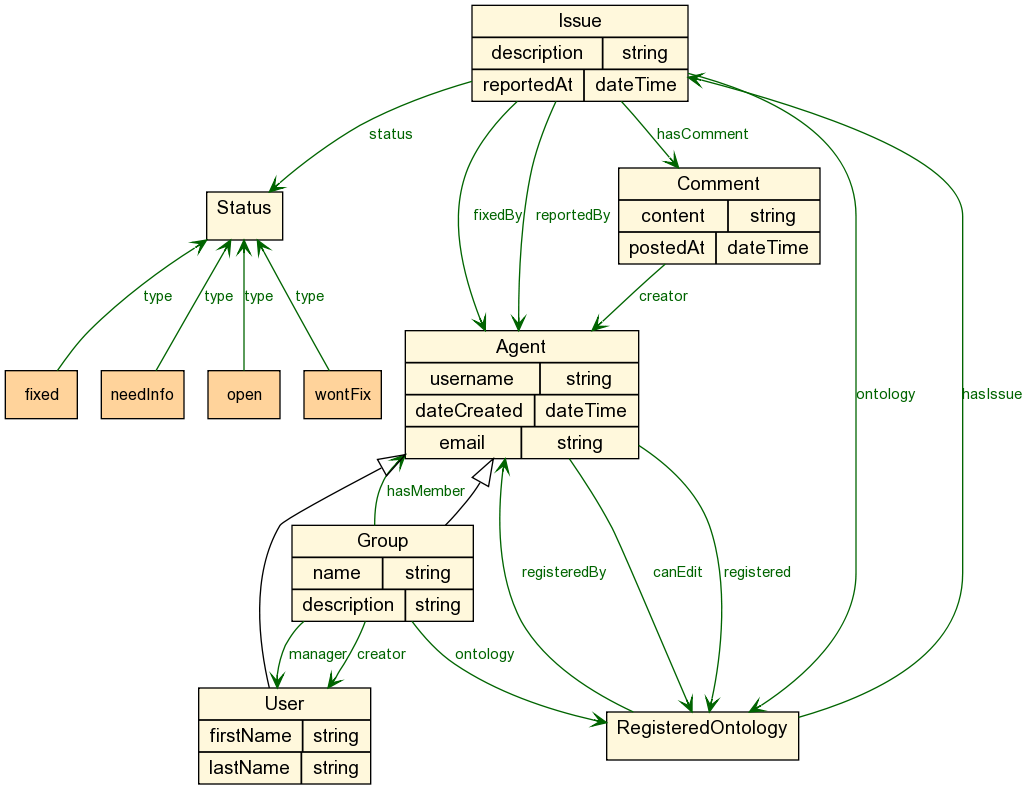 Issue
description string
reportedAt dateTime
status
hasComment
Comment
content string
postedAt dateTime
Status
fixedBy
reportedBy
type
type
type
type
creator
Agent
username string
dateCreated dateTime
email string
fixed
needInfo
open
wontFix
ontology
hasIssue
hasMember
Group
name string
description string
registeredBy
canEdit
registered
manager
creator
ontology
User
firstName string
lastName string
RegisteredOntology